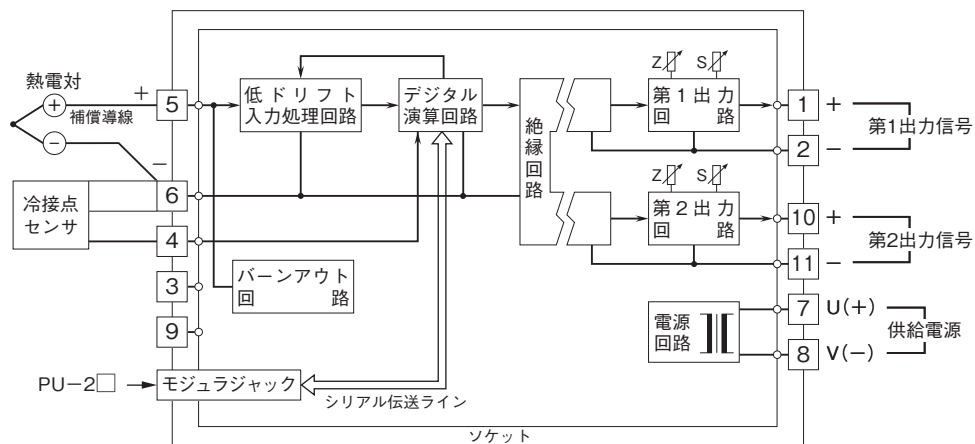 熱電対
+
+
補償導線
−
−
冷接点
センサ
5
6
4
3
9
低ドリフト
入力処理回路
デジタル
演算回路
バーンアウト
回路
絶縁回路
Z S
第1出力
回路
Z S
第2出力
回路
電源
回路
1 +
2 −
第1出力信号
10 +
11 −
第2出力信号
7 U(+)
8 V(−)
供給電源
PU−2□
モジュラジャック
シリアル伝送ライン
ソケット